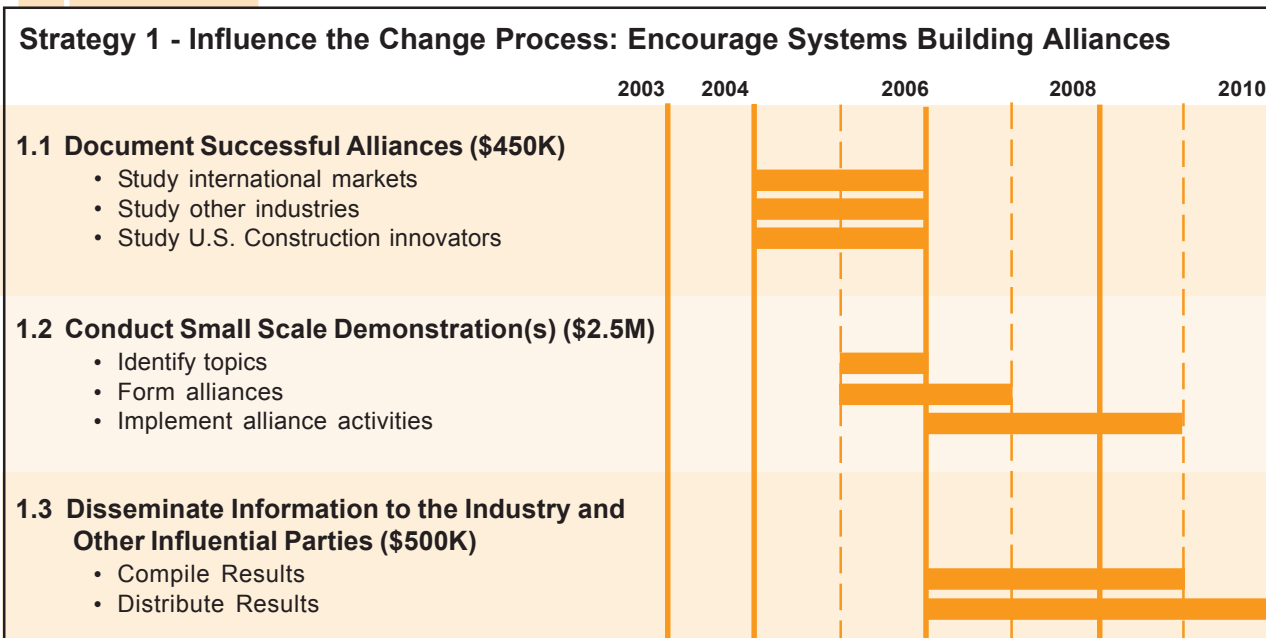 Strategy 1 - Influence the Change Process: Encourage Systems Building Alliances
2003 2004 2006 2008 2010
1.1 Document Successful Alliances ($450K)
• Study international markets
• Study other industries
• Study U.S. Construction innovators
1.2 Conduct Small Scale Demonstration(s) ($2.5M)
• Identify topics
• Form alliances
• Implement alliance activities
1.3 Disseminate Information to the Industry and
Other Influential Parties ($500K)
• Compile Results
• Distribute Results